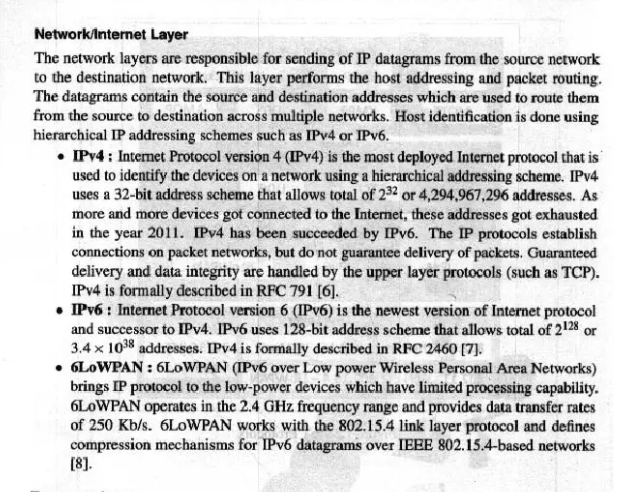 Network/Internet Layer
The network layers are responsible for sending of IP datagrams from the source network
to the destination network. This layer performs the host addressing and packet routing.
The datagrams contain the source and destination addresses which are used to route them
from the source to destination across multiple networks. Host identification is done using
hierarchical IP addressing schemes such as IPv4 or IPv6.
• IPv4 : Internet Protocol version 4 (IPv4) is the most deployed Internet protocol that is
used to identify the devices on a network using a hierarchical addressing scheme. IPv4
uses a 32-bit address scheme that allows total of 2³² or 4,294,967,296 addresses. As
more and more devices got connected to the Internet, these addresses got exhausted
in the year 2011. IPv4 has been succeeded by IPv6. The IP protocols establish
connections on packet networks, but do not guarantee delivery of packets. Guaranteed
delivery and data integrity are handled by the upper layer protocols (such as TCP).
IPv4 is formally described in RFC 791 [6].
• IPv6 : Internet Protocol version 6 (IPv6) is the newest version of Internet protocol
and successor to IPv4. IPv6 uses 128-bit address scheme that allows total of 2¹²⁸ or
3.4 × 10³⁸ addresses. IPv4 is formally described in RFC 2460 [7].
• 6LoWPAN : 6LoWPAN (IPv6 over Low power Wireless Personal Area Networks)
brings IP protocol to the low-power devices which have limited processing capability.
6LoWPAN operates in the 2.4 GHz frequency range and provides data transfer rates
of 250 Kb/s. 6LoWPAN works with the 802.15.4 link layer protocol and defines
compression mechanisms for IPv6 datagrams over IEEE 802.15.4-based networks
[8].